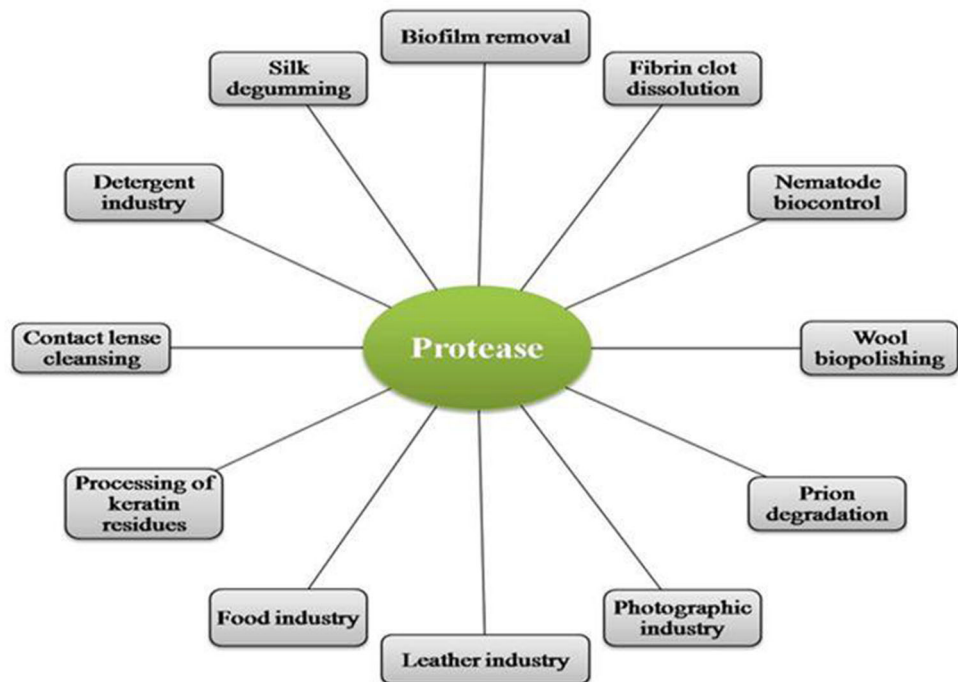 Biofilm removal
Silk
degumming
Fibrin clot
dissolution
Detergent
industry
Nematode
biocontrol
Contact lense
cleansing
Protease
Wool
biopolishing
Processing of
keratin
residues
Prion
degradation
Food industry
Photographic
industry
Leather industry